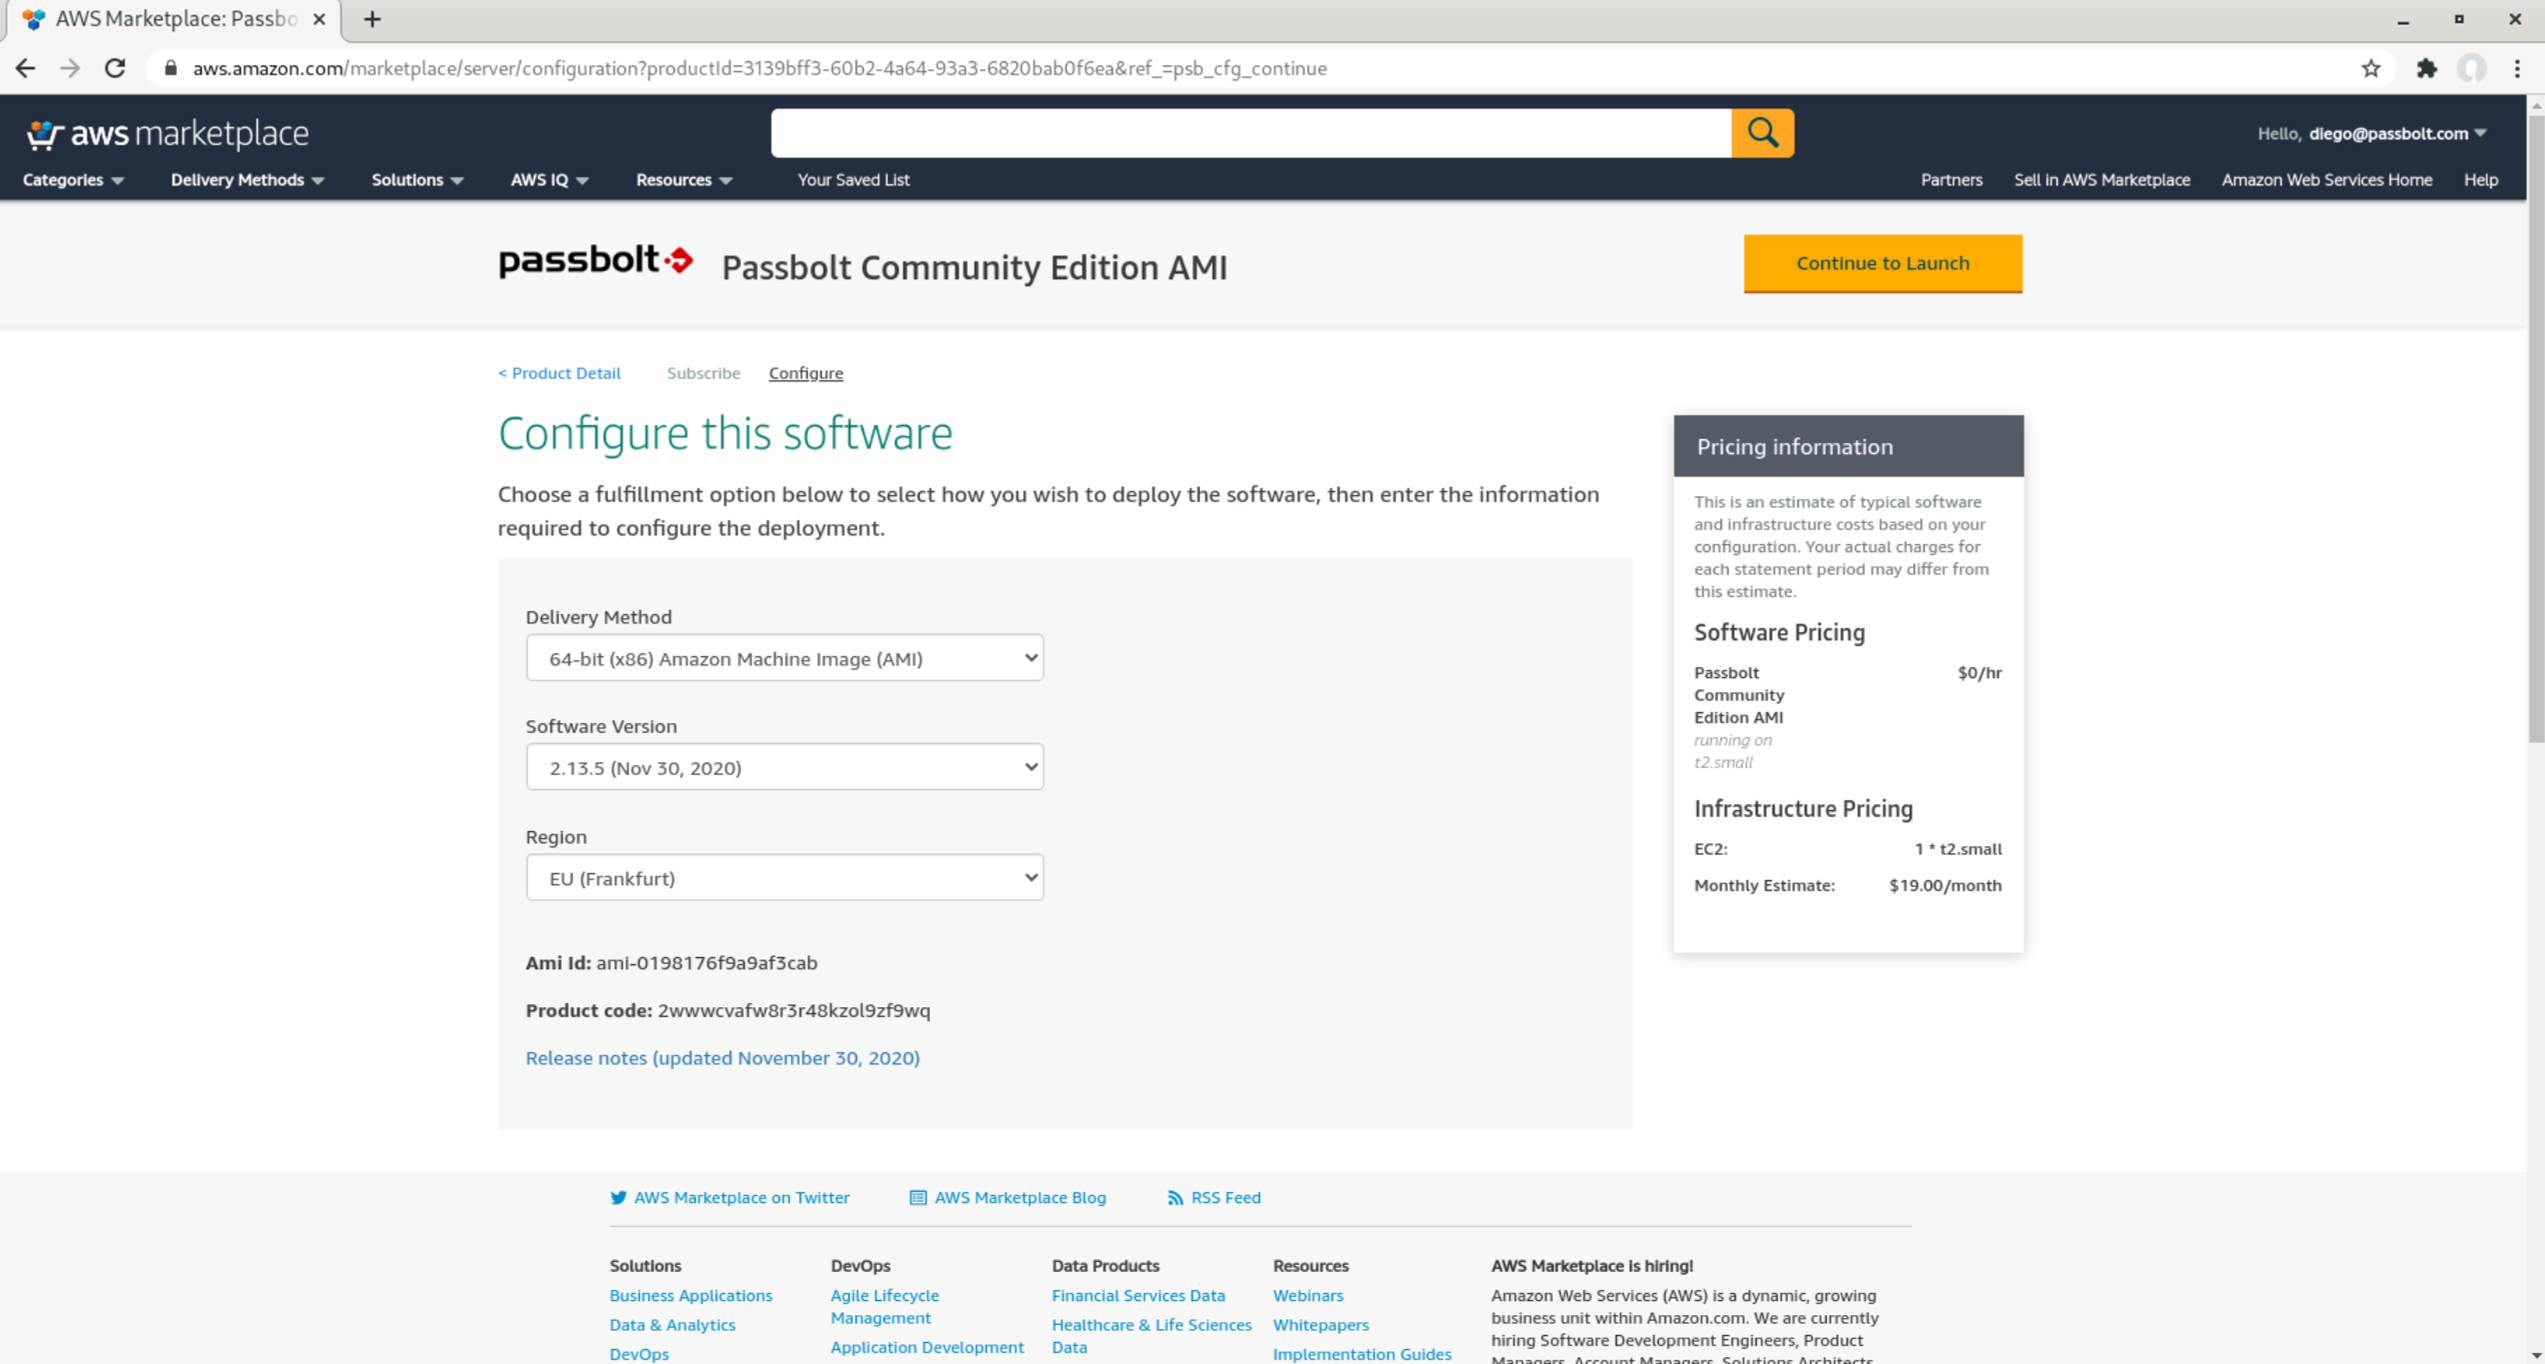 AWS Marketplace: Passbo
aws.amazon.com/marketplace/server/configuration?productId=3139bff3-60b2-4a64-93a3-6820bab0f6ea&ref_=psb_cfg_continue
aws marketplace
Hello, diego@passbolt.com
Categories Delivery Methods Solutions AWS IQ Resources Your Saved List Partners Sell in AWS Marketplace Amazon Web Services Home Help
passbolt Passbolt Community Edition AMI
Continue to Launch
< Product Detail Subscribe Configure
Configure this software
Choose a fulfillment option below to select how you wish to deploy the software, then enter the information
required to configure the deployment.
Delivery Method
64-bit (x86) Amazon Machine Image (AMI)
Software Version
2.13.5 (Nov 30, 2020)
Region
EU (Frankfurt)
Ami Id: ami-0198176f9a9af3cab
Product code: 2wwwcvafw8r3r48kzol9zf9wq
Release notes (updated November 30, 2020)
Pricing information
This is an estimate of typical software
and infrastructure costs based on your
configuration. Your actual charges for
each statement period may differ from
this estimate.
Software Pricing
Passbolt $0/hr
Community
Edition AMI
running on
t2.small
Infrastructure Pricing
EC2: 1 * t2.small
Monthly Estimate: $19.00/month
AWS Marketplace on Twitter AWS Marketplace Blog RSS Feed
Solutions
Business Applications
Data & Analytics
DevOps
DevOps
Agile Lifecycle
Management
Application Development
Data Products
Financial Services Data
Healthcare & Life Sciences
Data
Resources
Webinars
Whitepapers
Implementation Guides
AWS Marketplace is hiring!
Amazon Web Services (AWS) is a dynamic, growing
business unit within Amazon.com. We are currently
hiring Software Development Engineers, Product
Managers, Account Managers, Solutions Architects